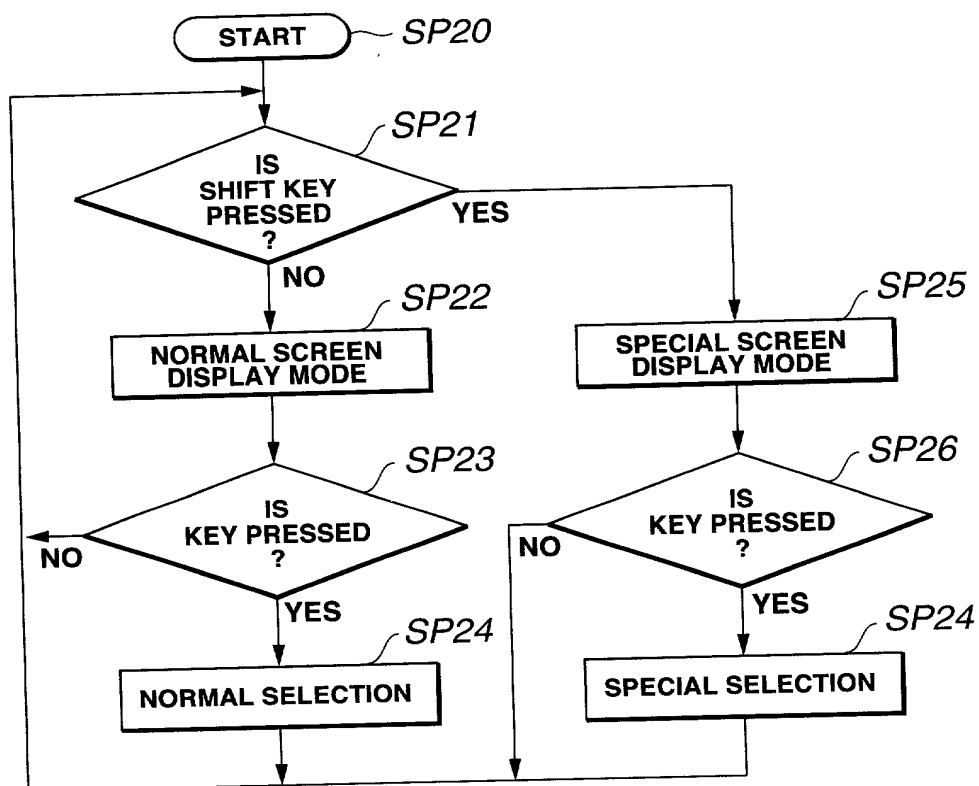 START
SP20
SP21
IS
SHIFT KEY
PRESSED
?
YES
NO
SP22
NORMAL SCREEN
DISPLAY MODE
SP25
SPECIAL SCREEN
DISPLAY MODE
SP23
IS
KEY PRESSED
?
NO
YES
SP26
IS
KEY PRESSED
?
NO
YES
SP24
NORMAL SELECTION
SP24
SPECIAL SELECTION